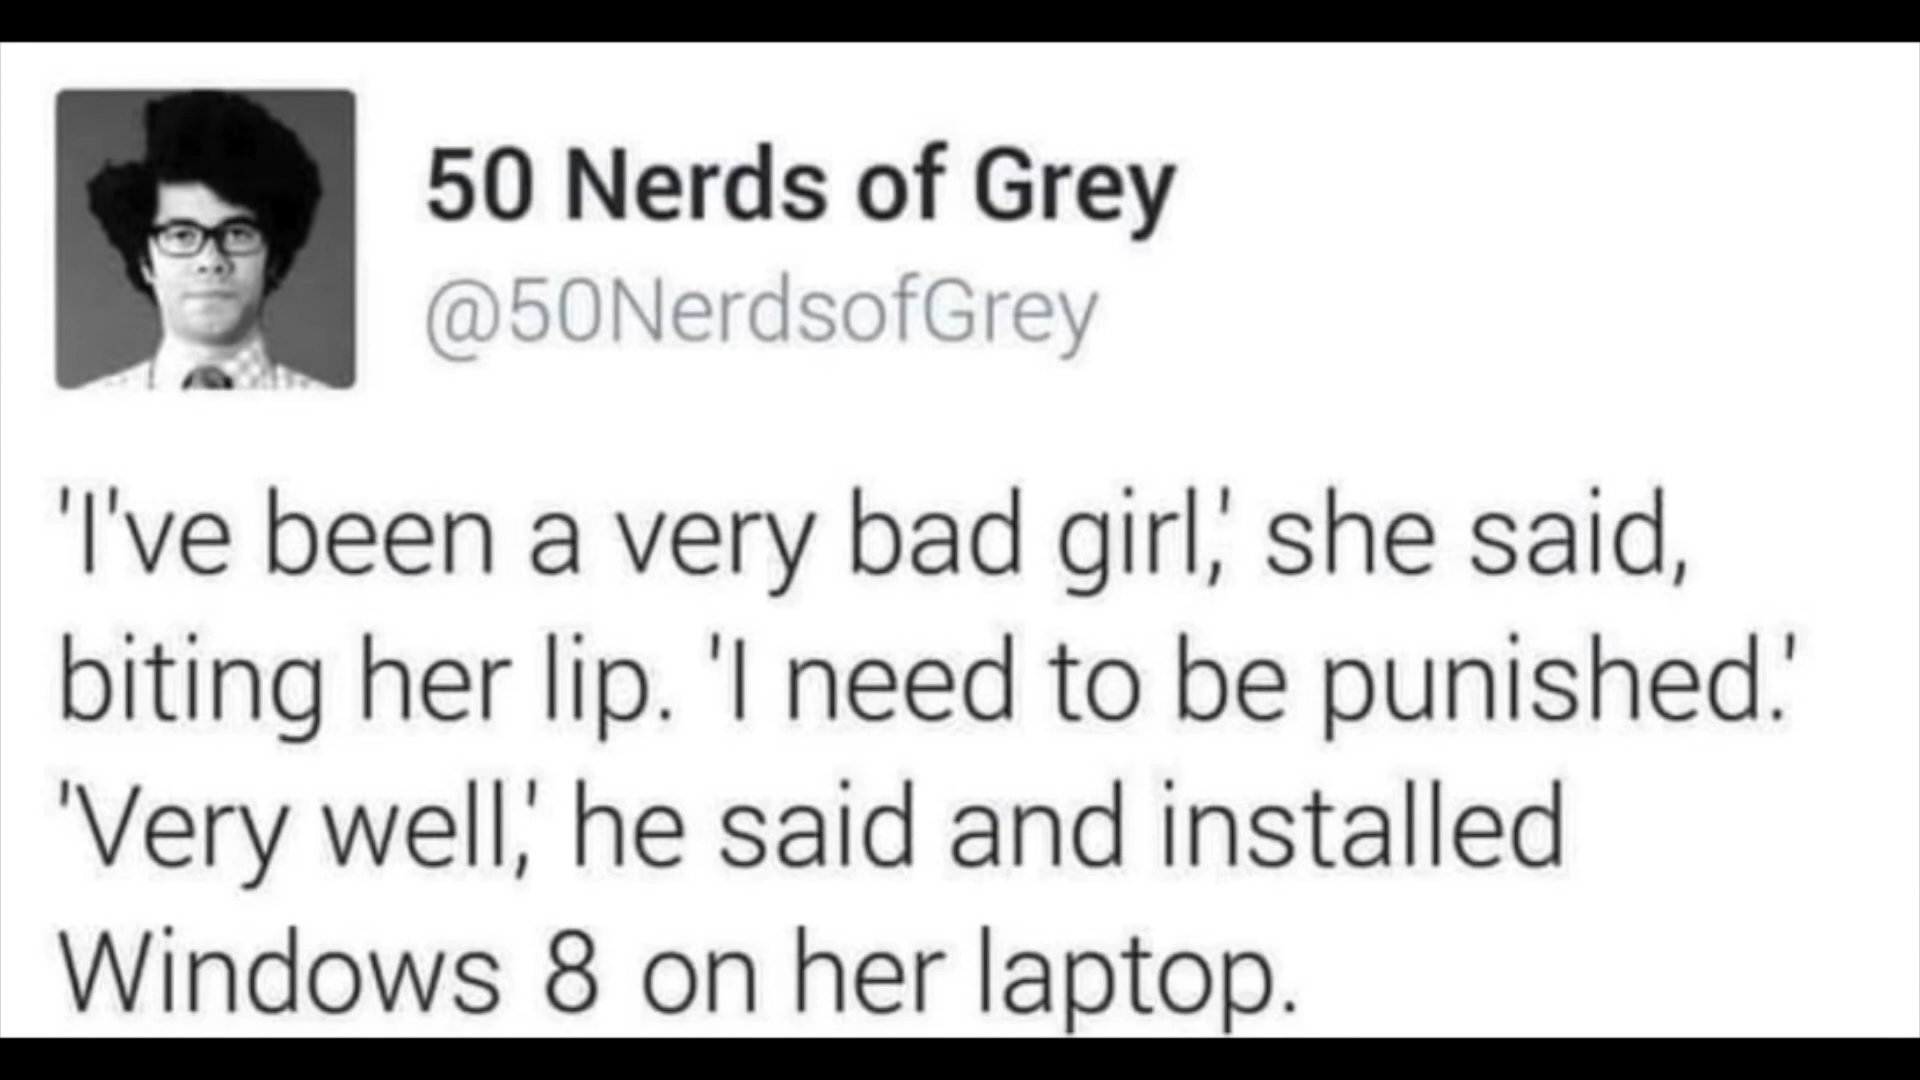 50 Nerds of Grey
@50NerdsofGrey
'I've been a very bad girl,' she said,
biting her lip. 'I need to be punished.'
'Very well,' he said and installed
Windows 8 on her laptop.